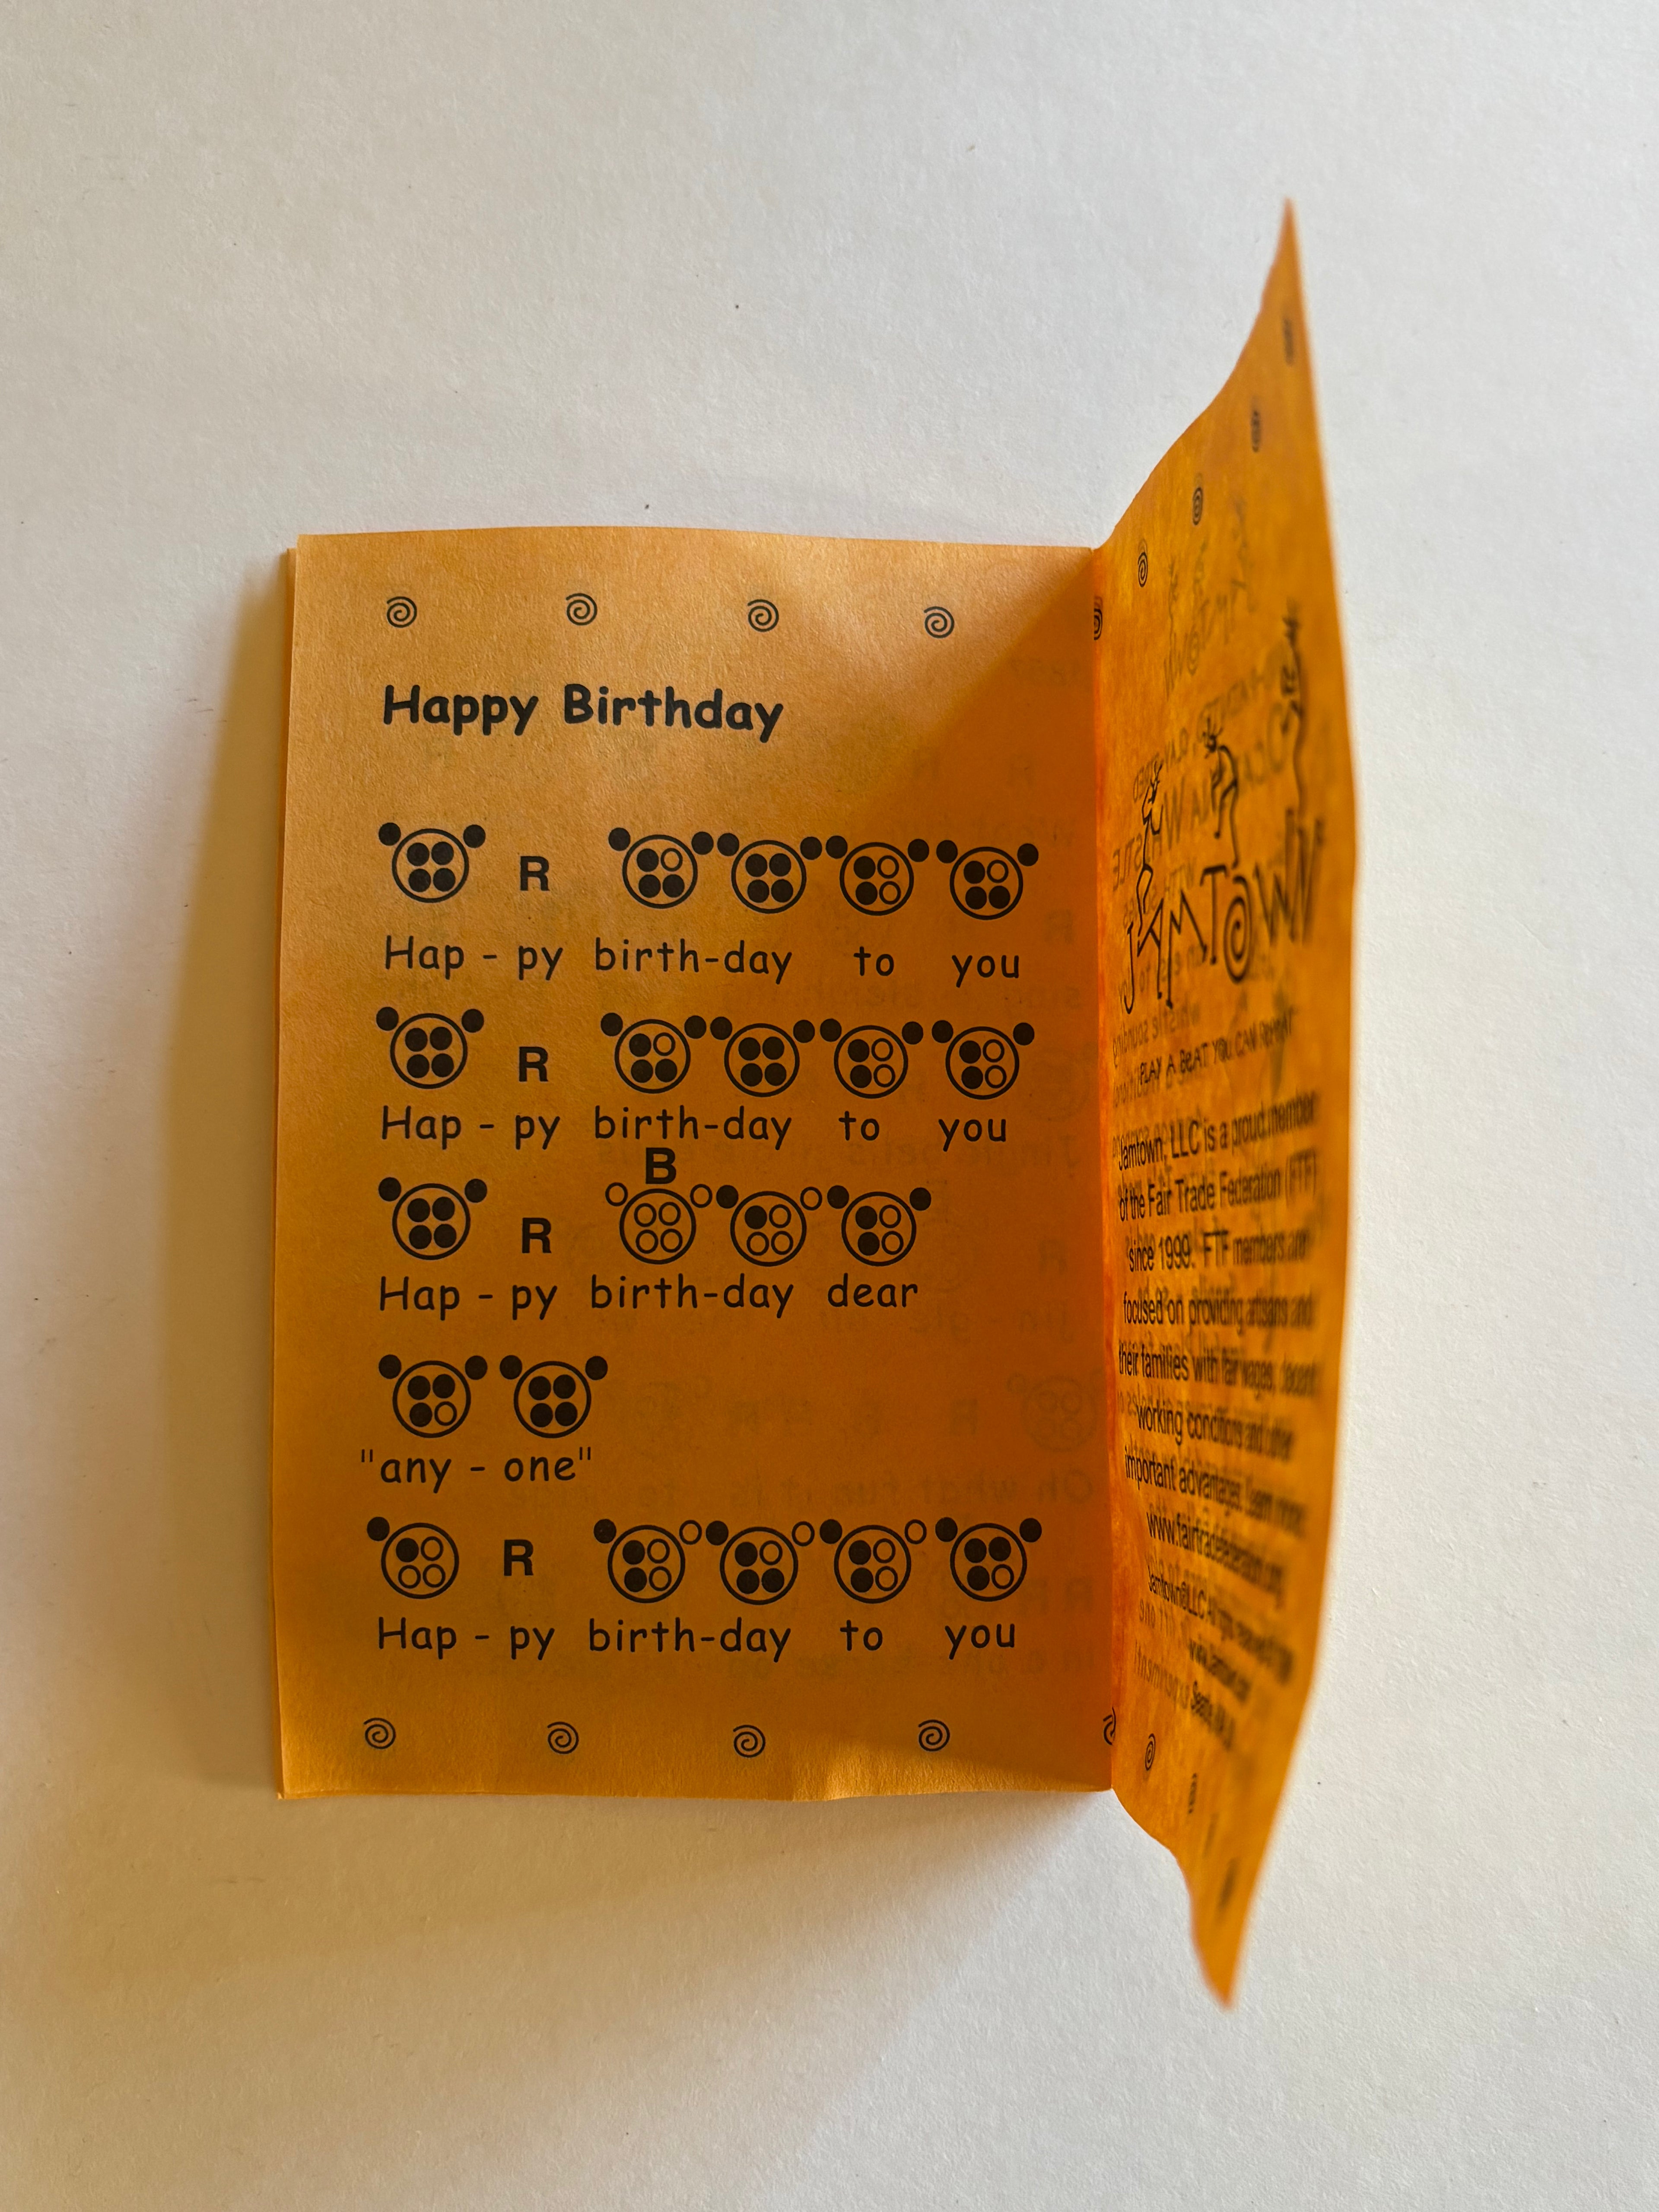 Happy Birthday
R
Hap - py birth-day to you
R
Hap - py birth-day to you
B
R
Hap - py birth-day dear
"any - one"
R
Hap - py birth-day to you
JAMTOWN
PLAY A BEAT YOU CAN REPEAT
Jamtown, LLC is a proud member
of the Fair Trade Federation (FTF)
since 1999. FTF members are
focused on providing artisans and
their families with fair wages, decent
working conditions and other
important advantages. Learn more:
www.fairtradefederation.org